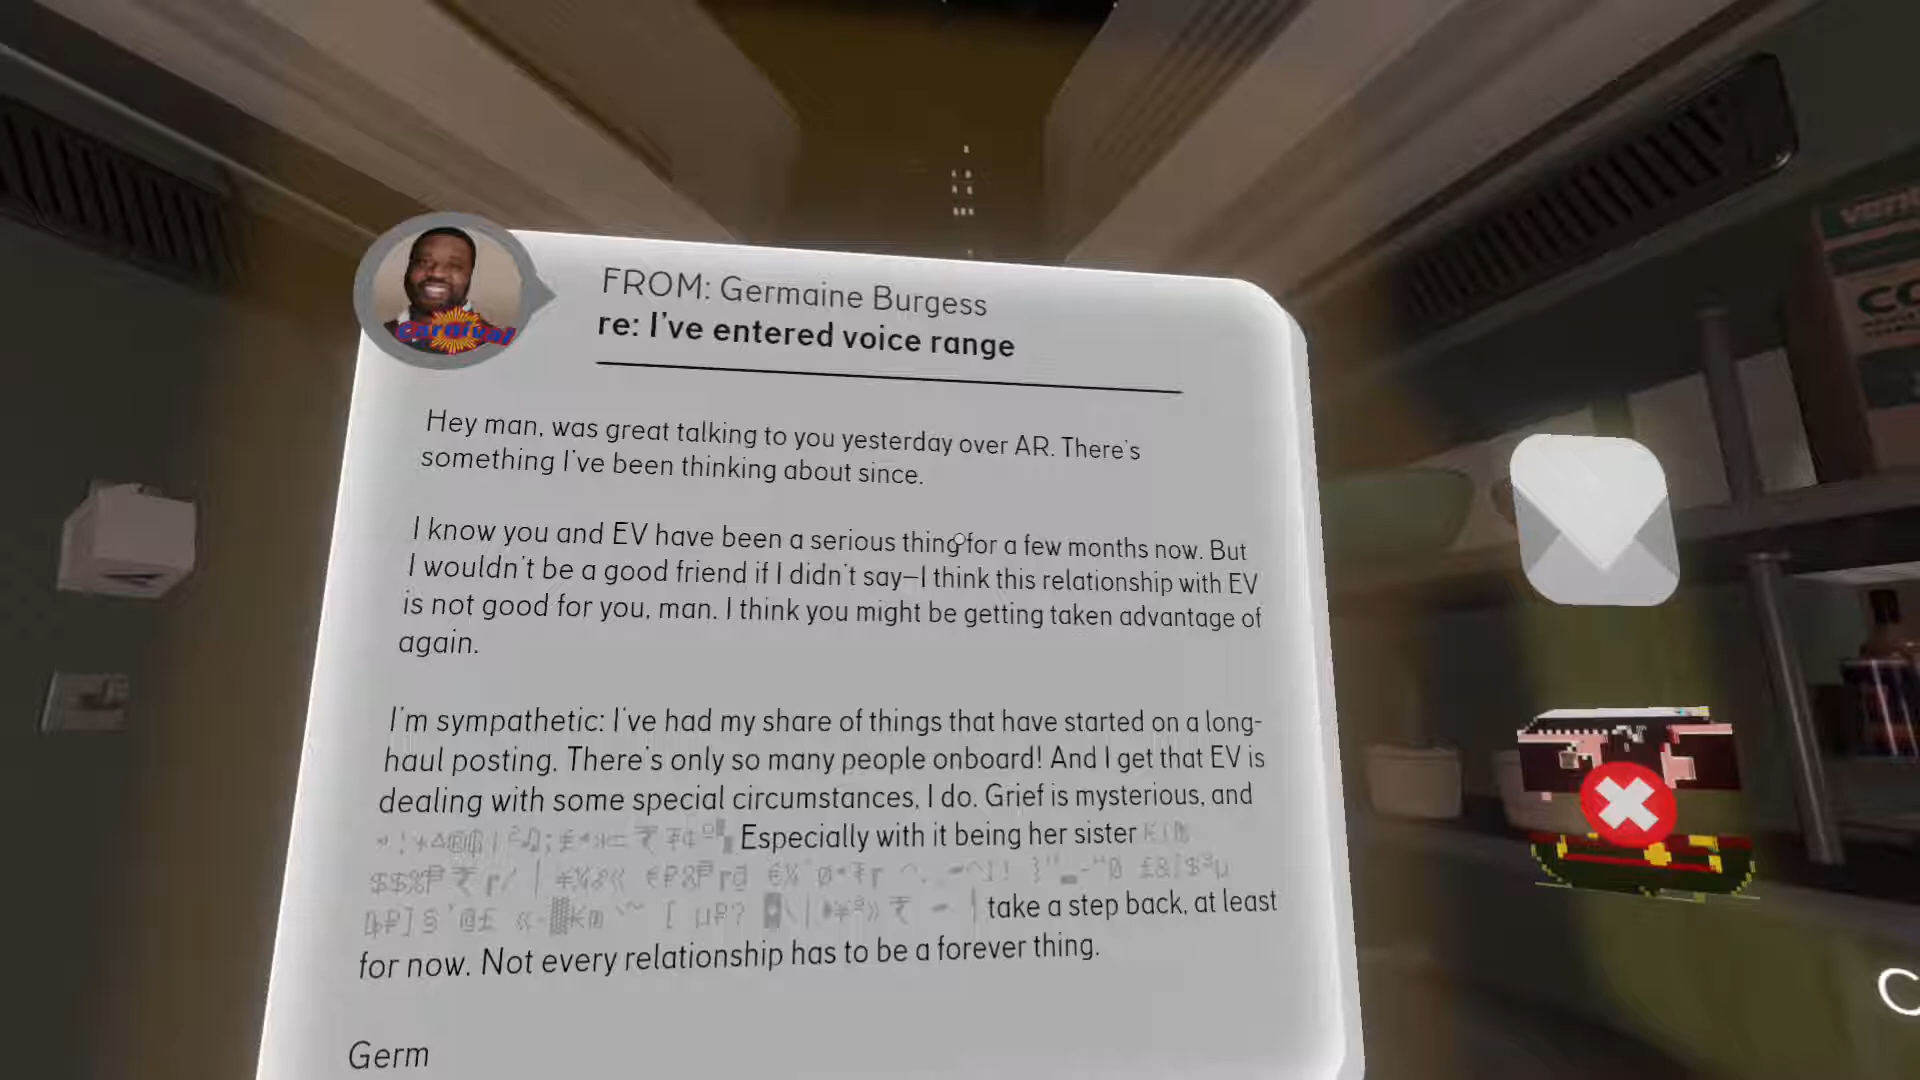 FROM: Germaine Burgess
re: I've entered voice range
carnival
Hey man, was great talking to you yesterday over AR. There's
something I've been thinking about since.
I know you and EV have been a serious thing for a few months now. But
I wouldn't be a good friend if I didn't say—I think this relationship with EV
is not good for you, man. I think you might be getting taken advantage of
again.
I'm sympathetic: I've had my share of things that have started on a long-
haul posting. There's only so many people onboard! And I get that EV is
dealing with some special circumstances, I do. Grief is mysterious, and
Especially with it being her sister
take a step back, at least
for now. Not every relationship has to be a forever thing.
Germ